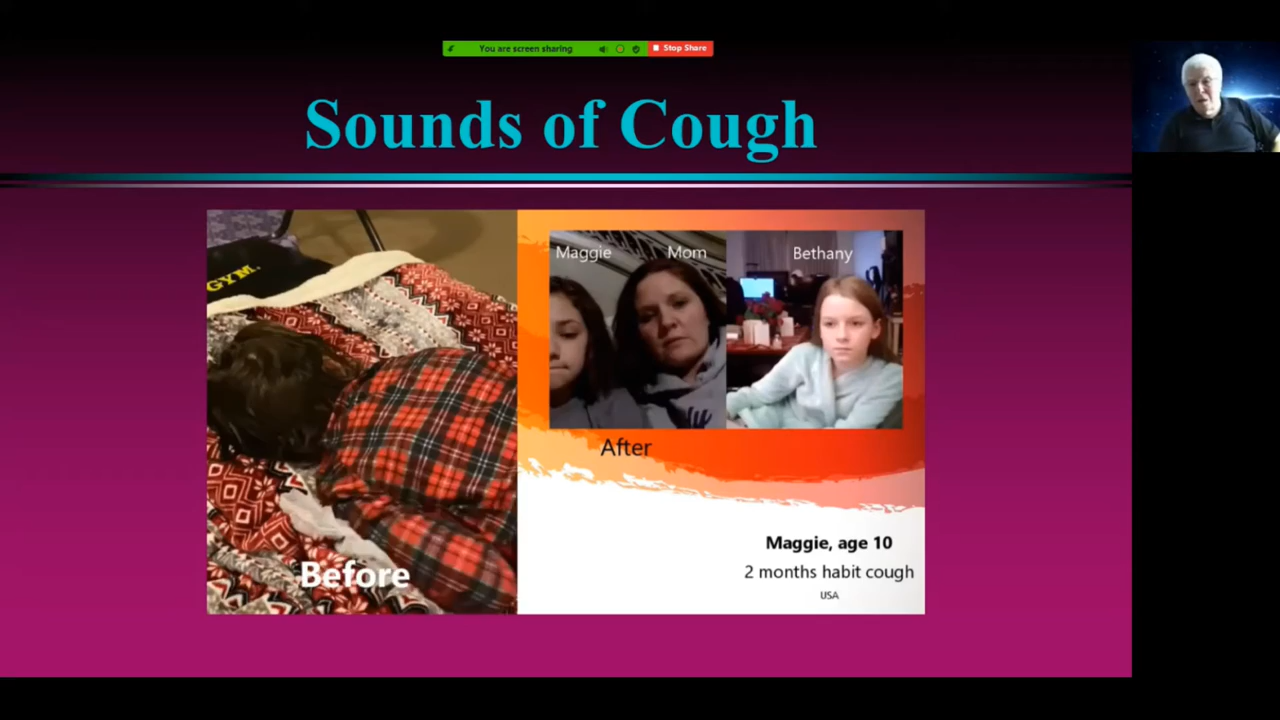 You are screen sharing
Stop Share
Sounds of Cough
GYM.
Maggie
Mom
Bethany
After
Before
Maggie, age 10
2 months habit cough
USA